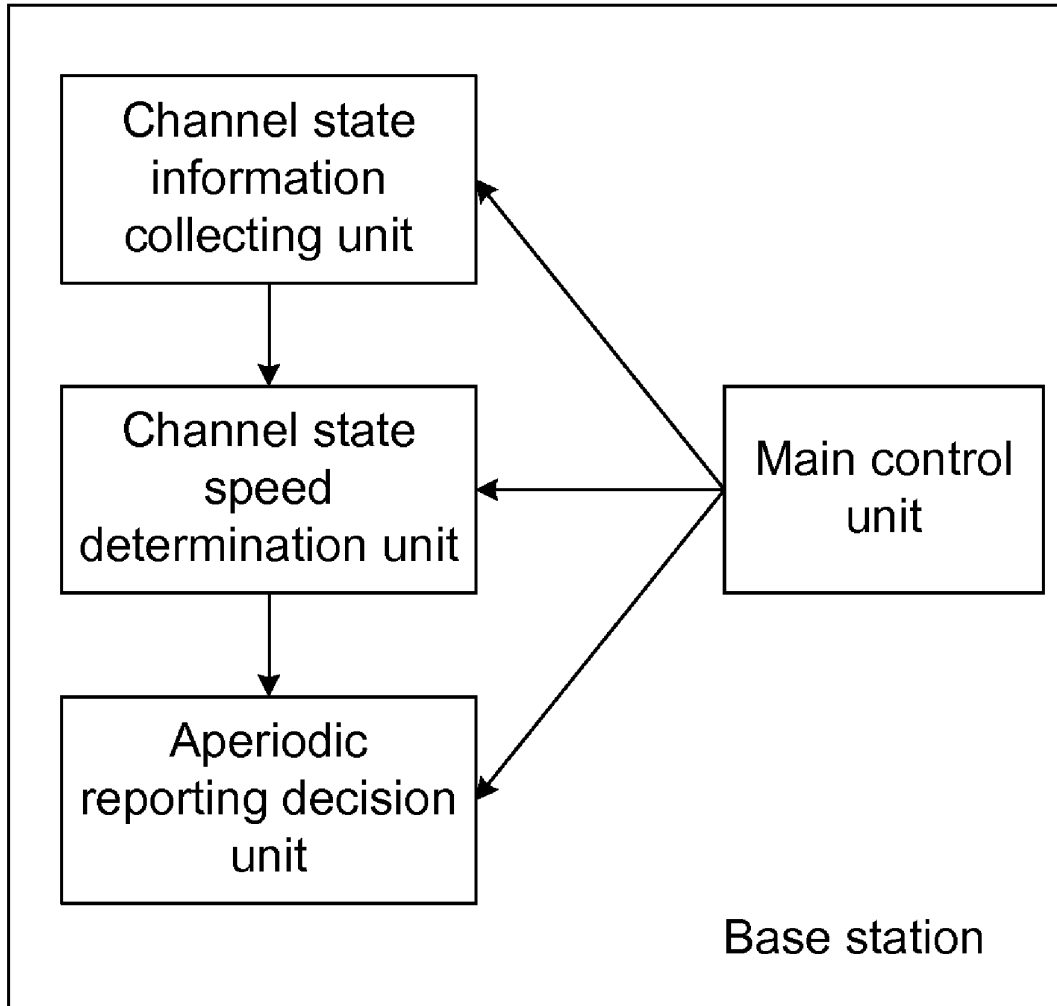 Channel state
information
collecting unit
Channel state
speed
determination unit
Main control
unit
Aperiodic
reporting decision
unit
Base station